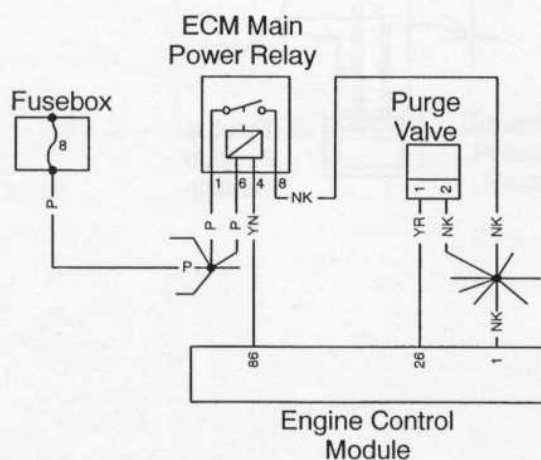 ECM Main
Power Relay
Fusebox
8
Purge
Valve
1 6 4 8
1 2
NK
P
P
P
YN
YR
NK
NK
P
NK
86
26
1
Engine Control
Module